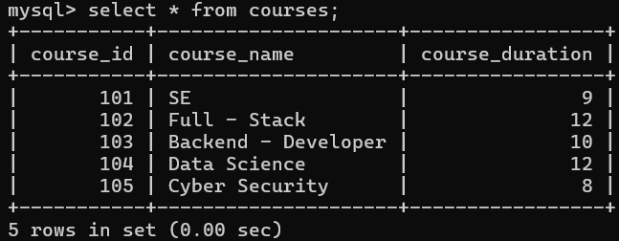 mysql> select * from courses;
+-----------+---------------------+-----------------+
| course_id | course_name         | course_duration |
+-----------+---------------------+-----------------+
|       101 | SE                  |               9 |
|       102 | Full - Stack        |              12 |
|       103 | Backend - Developer |              10 |
|       104 | Data Science        |              12 |
|       105 | Cyber Security      |               8 |
+-----------+---------------------+-----------------+
5 rows in set (0.00 sec)